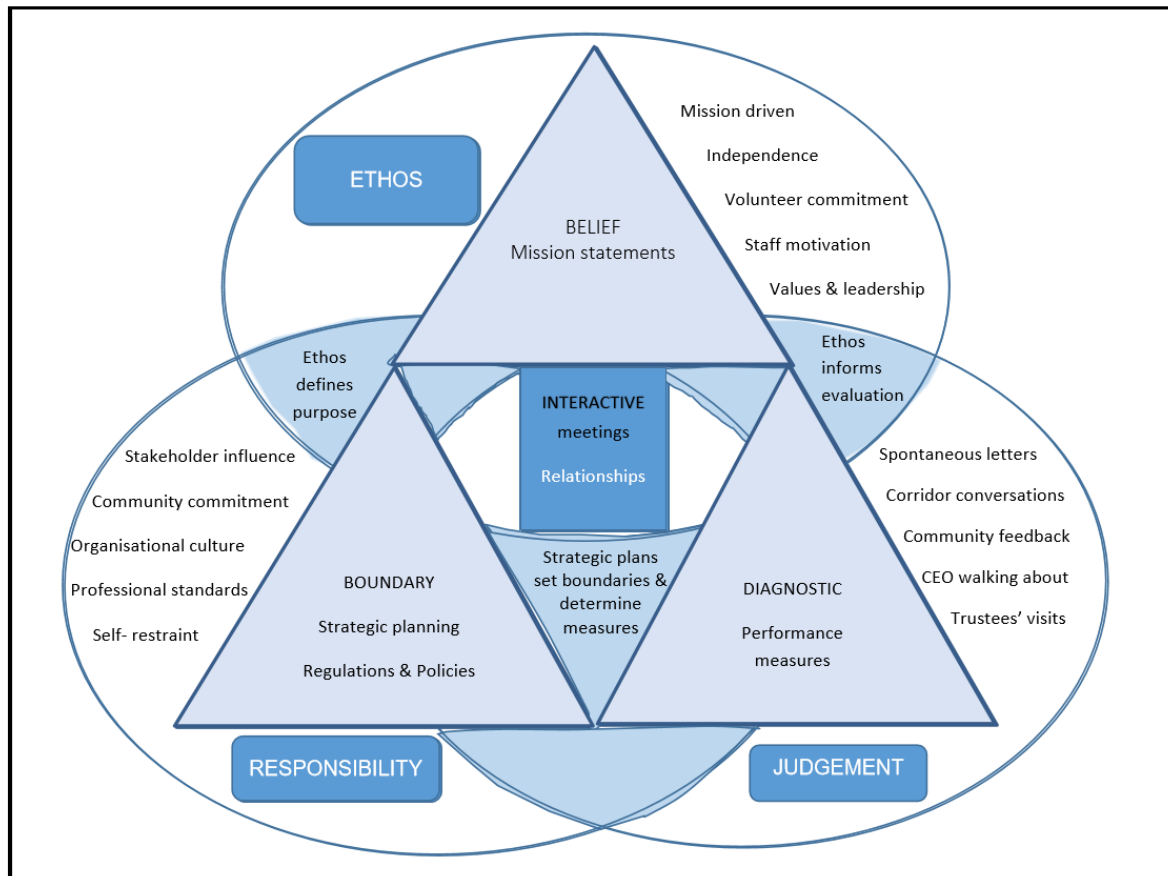 ETHOS
BELIEF
Mission statements
Mission driven
Independence
Volunteer commitment
Staff motivation
Values & leadership
Ethos
defines
purpose
INTERACTIVE
meetings
Relationships
Ethos
informs
evaluation
Stakeholder influence
Community commitment
Organisational culture
Professional standards
Self- restraint
BOUNDARY
Strategic planning
Regulations & Policies
Strategic plans
set boundaries &
determine
measures
DIAGNOSTIC
Performance
measures
Spontaneous letters
Corridor conversations
Community feedback
CEO walking about
Trustees’ visits
RESPONSIBILITY
JUDGEMENT